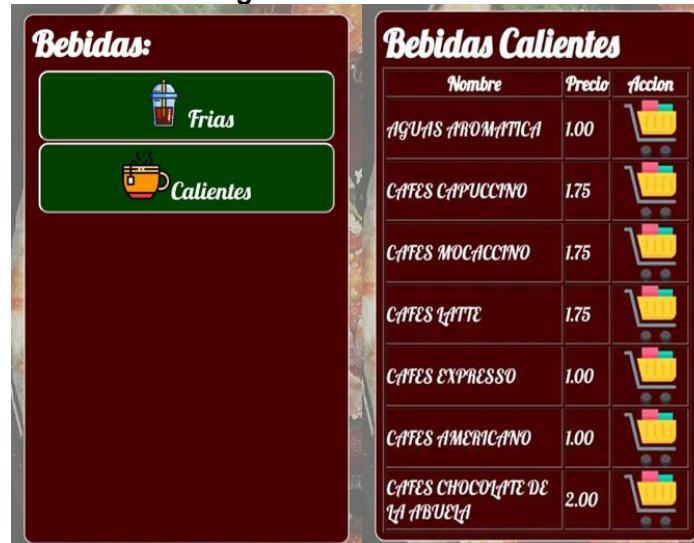 Bebidas:
Frias
Calientes
Bebidas Calientes
Nombre Precio Accion
AGUAS AROMATICA 1.00
CAFES CAPUCCINO 1.75
CAFES MOCACCINO 1.75
CAFES LATTE 1.75
CAFES EXPRESSO 1.00
CAFES AMERICANO 1.00
CAFES CHOCOLATE DE
LA ABUELA 2.00